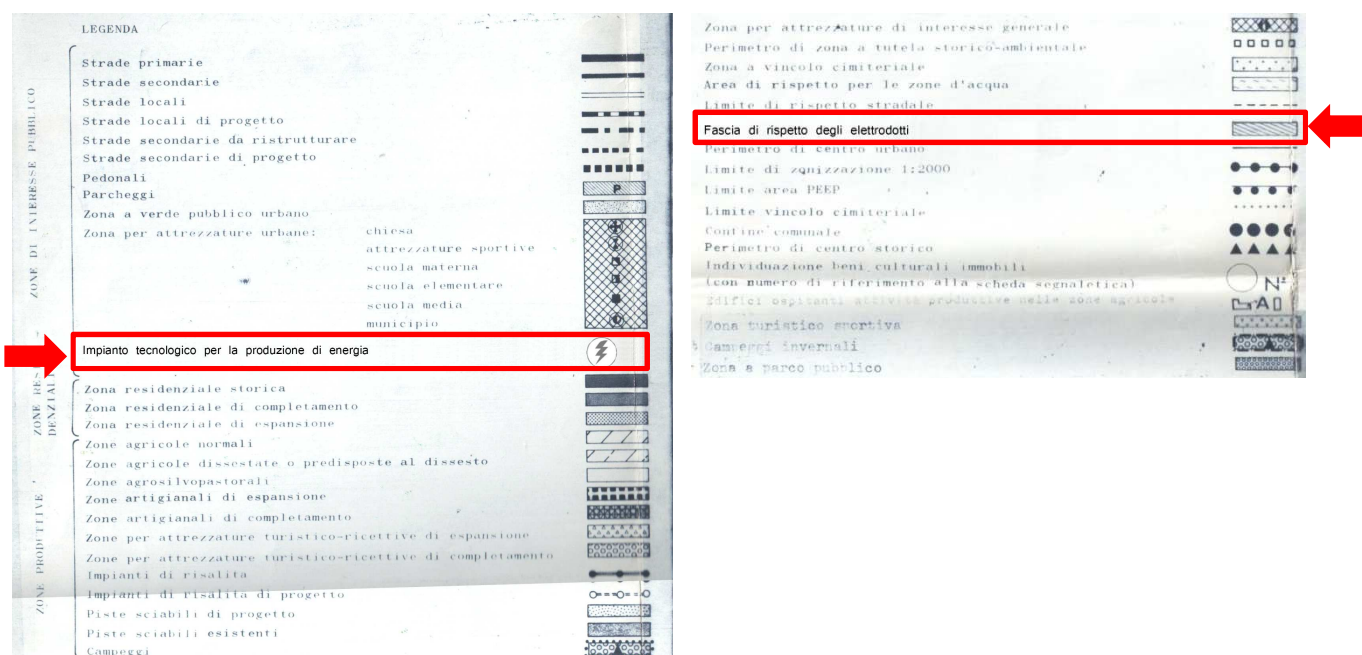 LEGENDA
ZONE DI INTERESSE PUBBLICO
Strade primarie
Strade secondarie
Strade locali
Strade locali di progetto
Strade secondarie da ristrutturare
Strade secondarie di progetto
Pedonali
Parcheggi
P
Zona a verde pubblico urbano
Zona per attrezzature urbane: chiesa
attrezzature sportive
scuola materna
scuola elementare
scuola media
municipio
Impianto tecnologico per la produzione di energia
ZONE RESI
DENZIALI
Zona residenziale storica
Zona residenziale di completamento
Zona residenziale di espansione
ZONE PRODUTTIVE
Zone agricole normali
Zone agricole dissestate o predisposte al dissesto
Zone agrosilvopastorali
Zone artigianali di espansione
Zone artigianali di completamento
Zone per attrezzature turistico-ricettive di espansione
Zone per attrezzature turistico-ricettive di completamento
Impianti di risalita
Impianti di risalita di progetto
Piste sciabili di progetto
Piste sciabili esistenti
Campeggi
Zona per attrezzature di interesse generale
Perimetro di zona a tutela storico-ambientale
Zona a vincolo cimiteriale
Area di rispetto per le zone d'acqua
Limite di rispetto stradale
Fascia di rispetto degli elettrodotti
Perimetro di centro urbano
Limite di zonizzazione 1:2000
Limite area PEEP
Limite vincolo cimiteriale
Confine comunale
Perimetro di centro storico
Individuazione beni culturali immobili
(con numero di riferimento alla scheda segnaletica) N°
Edifici ospitanti attività produttive nelle zone agricole
Zona turistico sportiva
Campeggi invernali
Zona a parco pubblico